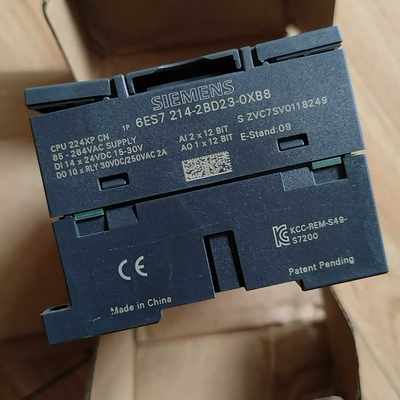 SIEMENS
1P 6ES7 214-2BD23-0XB8
CPU 224XP CN
85 - 264VAC SUPPLY
DI 14 x 24VDC 15-30V
DO 10 x RLY 30VDC/250VAC 2A
AI 2 x 12 BIT
AO 1 x 12 BIT
S ZVC7SV0118249
E-Stand:09
KCC-REM-S49-
S7200
CE
Patent Pending
Made in China